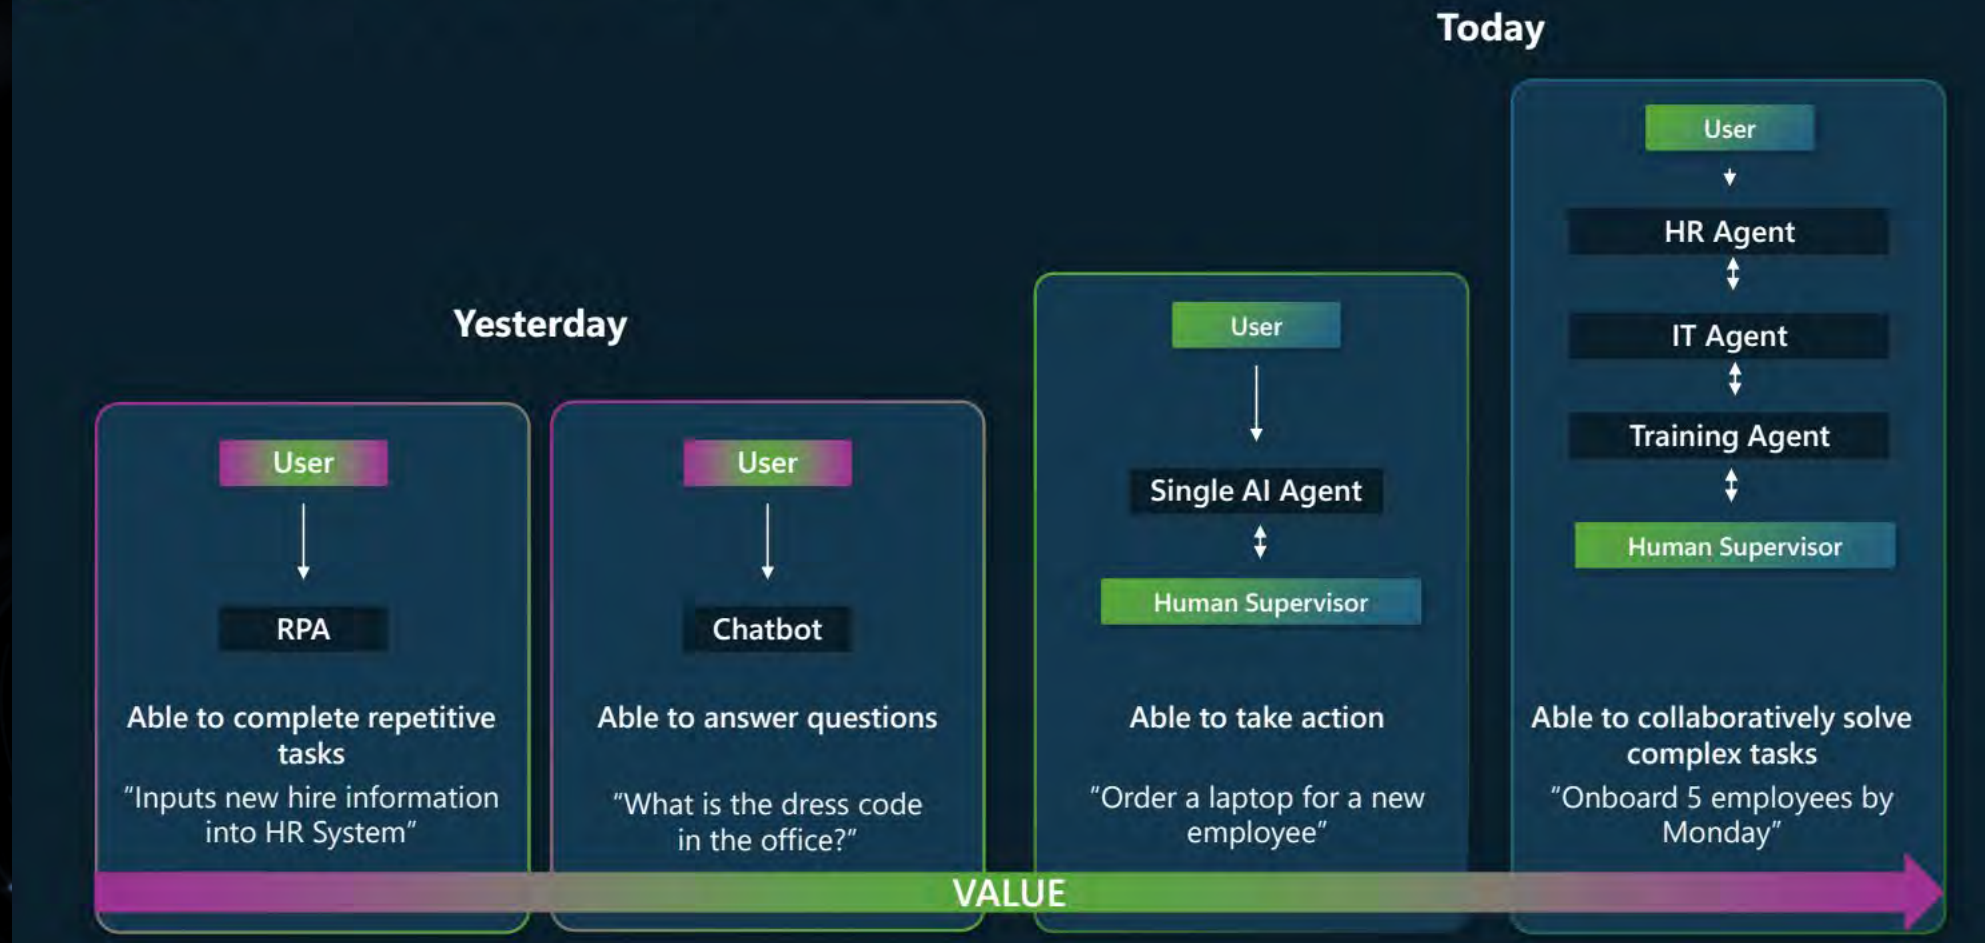 Today
Yesterday
User
RPA
Able to complete repetitive
tasks
"Inputs new hire information
into HR System"
User
Chatbot
Able to answer questions
"What is the dress code
in the office?"
User
Single AI Agent
Human Supervisor
Able to take action
"Order a laptop for a new
employee"
User
HR Agent
IT Agent
Training Agent
Human Supervisor
Able to collaboratively solve
complex tasks
"Onboard 5 employees by
Monday"
VALUE